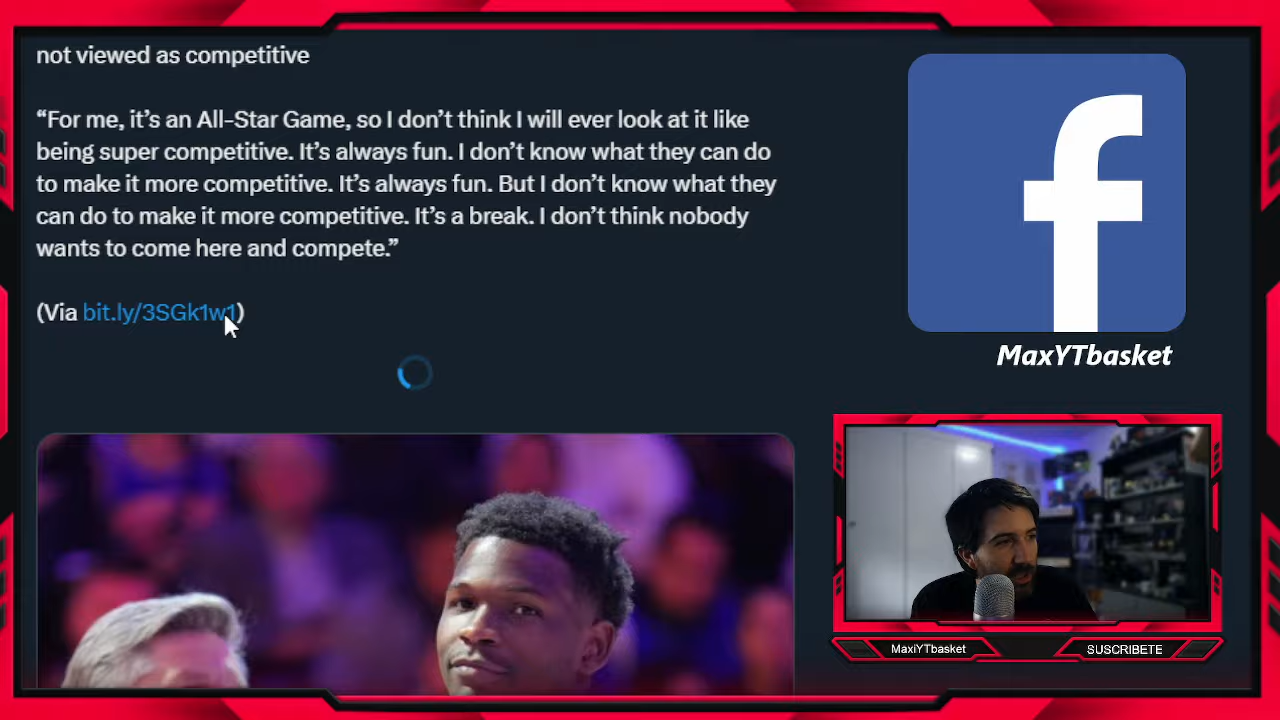 not viewed as competitive
“For me, it’s an All-Star Game, so I don’t think I will ever look at it like
being super competitive. It’s always fun. I don’t know what they can do
to make it more competitive. It’s always fun. But I don’t know what they
can do to make it more competitive. It’s a break. I don’t think nobody
wants to come here and compete.”
(Via bit.ly/3SGk1w1)
MaxYTbasket
MaxiYTbasket
SUSCRIBETE